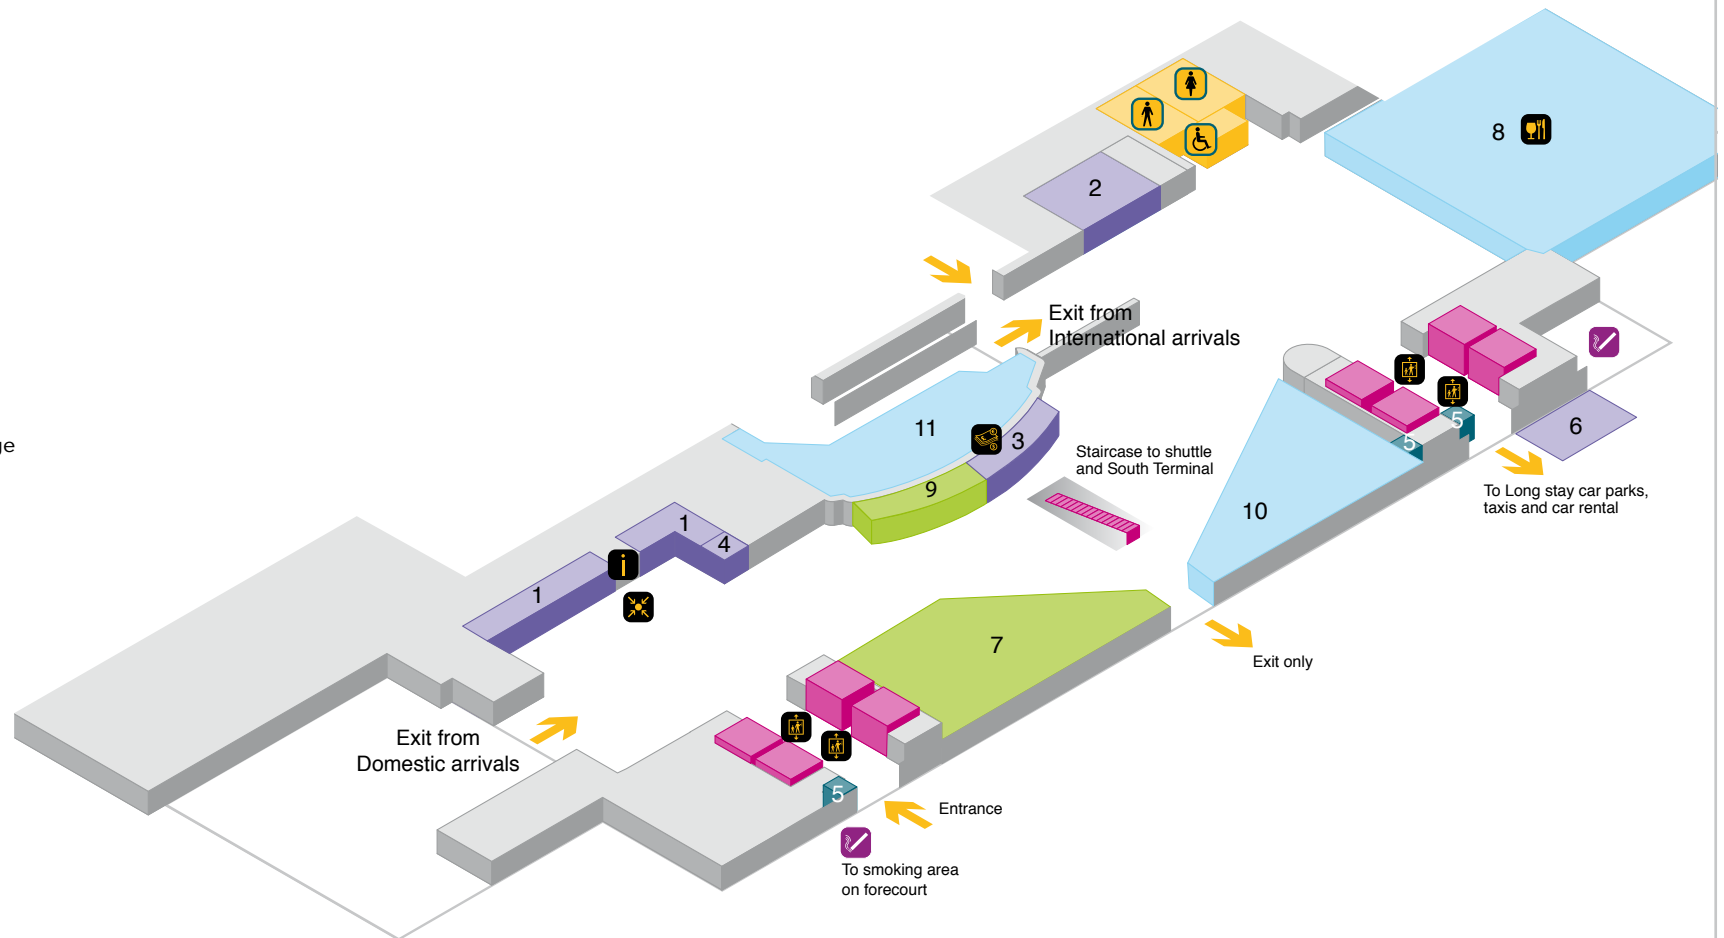 8
2
Exit from
International arrivals
ge
11
3
5
5
6
Staircase to shuttle
and South Terminal
9
To Long stay car parks,
taxis and car rental
10
1
4
i
1
7
Exit only
Exit from
Domestic arrivals
5
Entrance
To smoking area
on forecourt